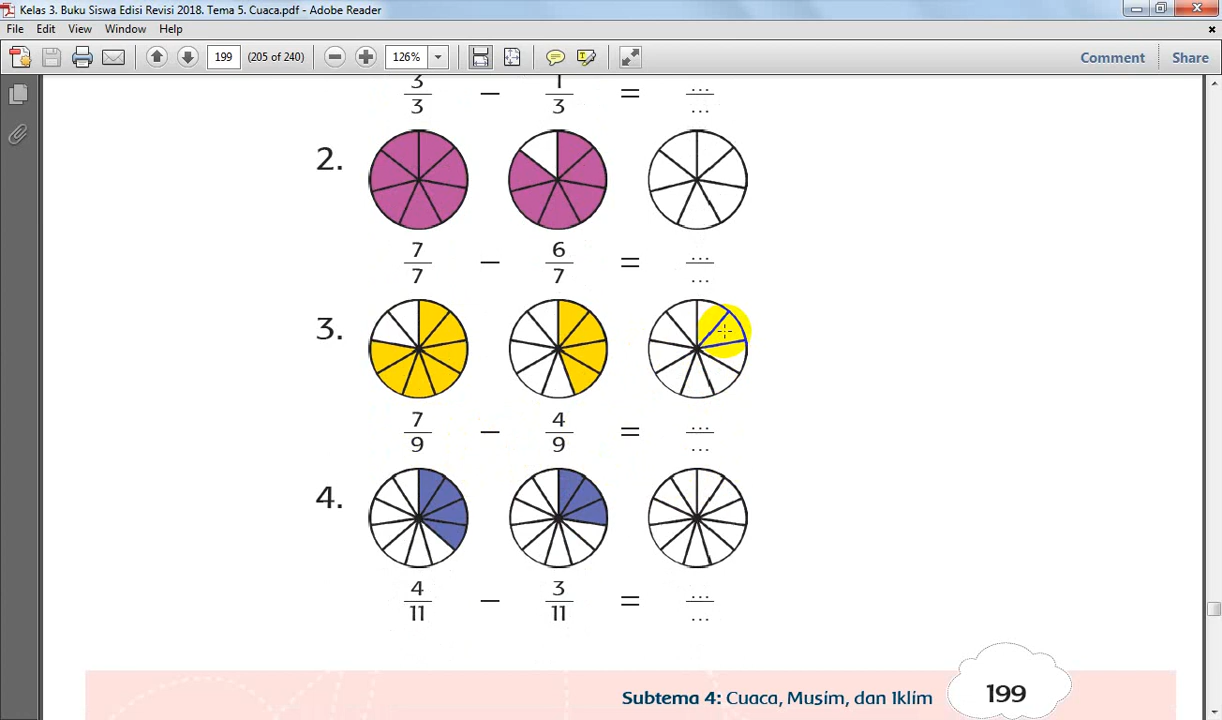 Kelas 3. Buku Siswa Edisi Revisi 2018. Tema 5. Cuaca.pdf - Adobe Reader
File Edit View Window Help
199 (205 of 240) 126% Comment Share
3/3 − 1/3 = .../...
2.
7/7 − 6/7 = .../...
3.
7/9 − 4/9 = .../...
4.
4/11 − 3/11 = .../...
Subtema 4: Cuaca, Musim, dan Iklim 199